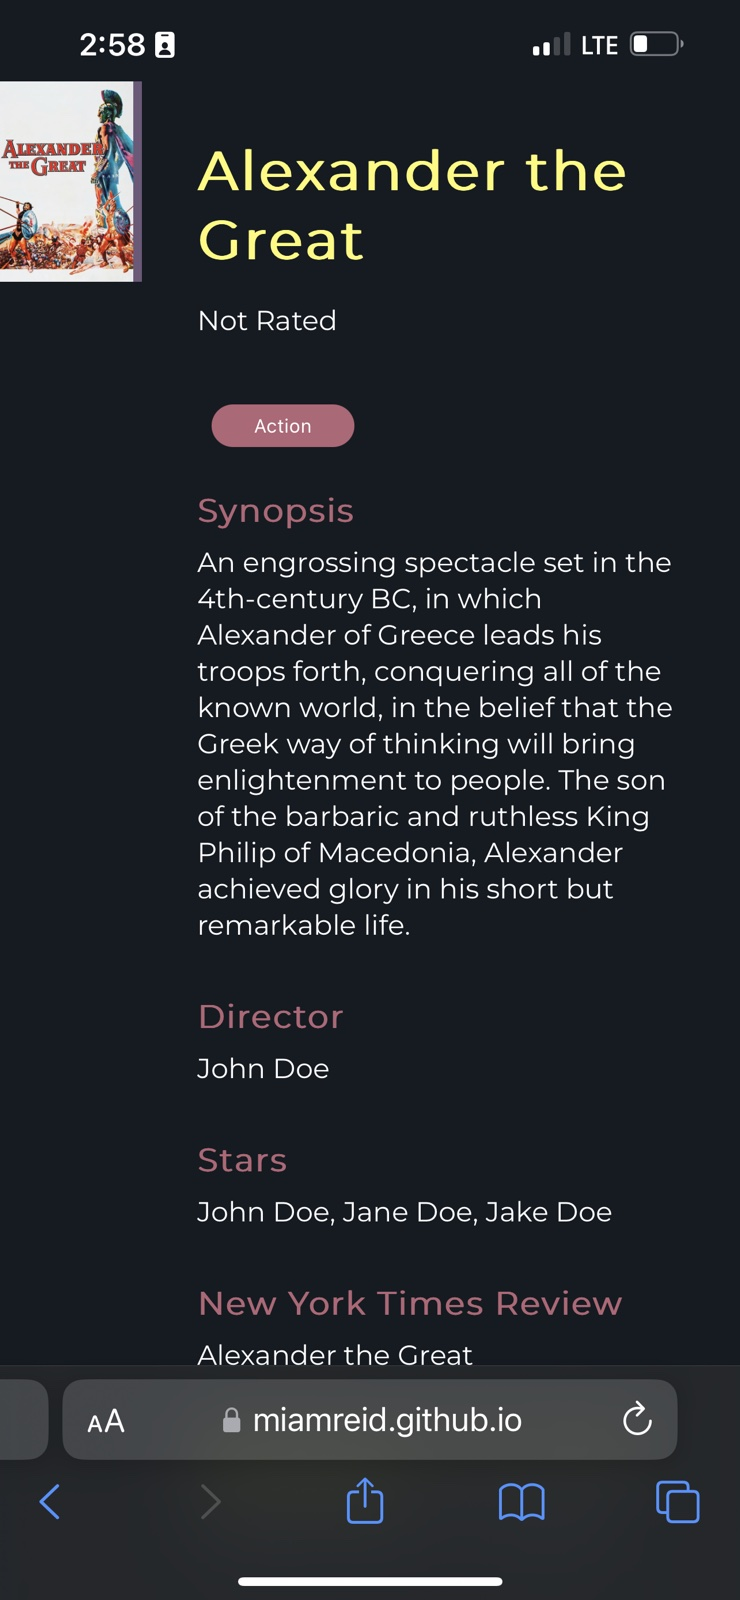 2:58
LTE
ALEXANDER
THE GREAT
Alexander the
Great
Not Rated
Action
Synopsis
An engrossing spectacle set in the
4th-century BC, in which
Alexander of Greece leads his
troops forth, conquering all of the
known world, in the belief that the
Greek way of thinking will bring
enlightenment to people. The son
of the barbaric and ruthless King
Philip of Macedonia, Alexander
achieved glory in his short but
remarkable life.
Director
John Doe
Stars
John Doe, Jane Doe, Jake Doe
New York Times Review
Alexander the Great
AA
miamreid.github.io